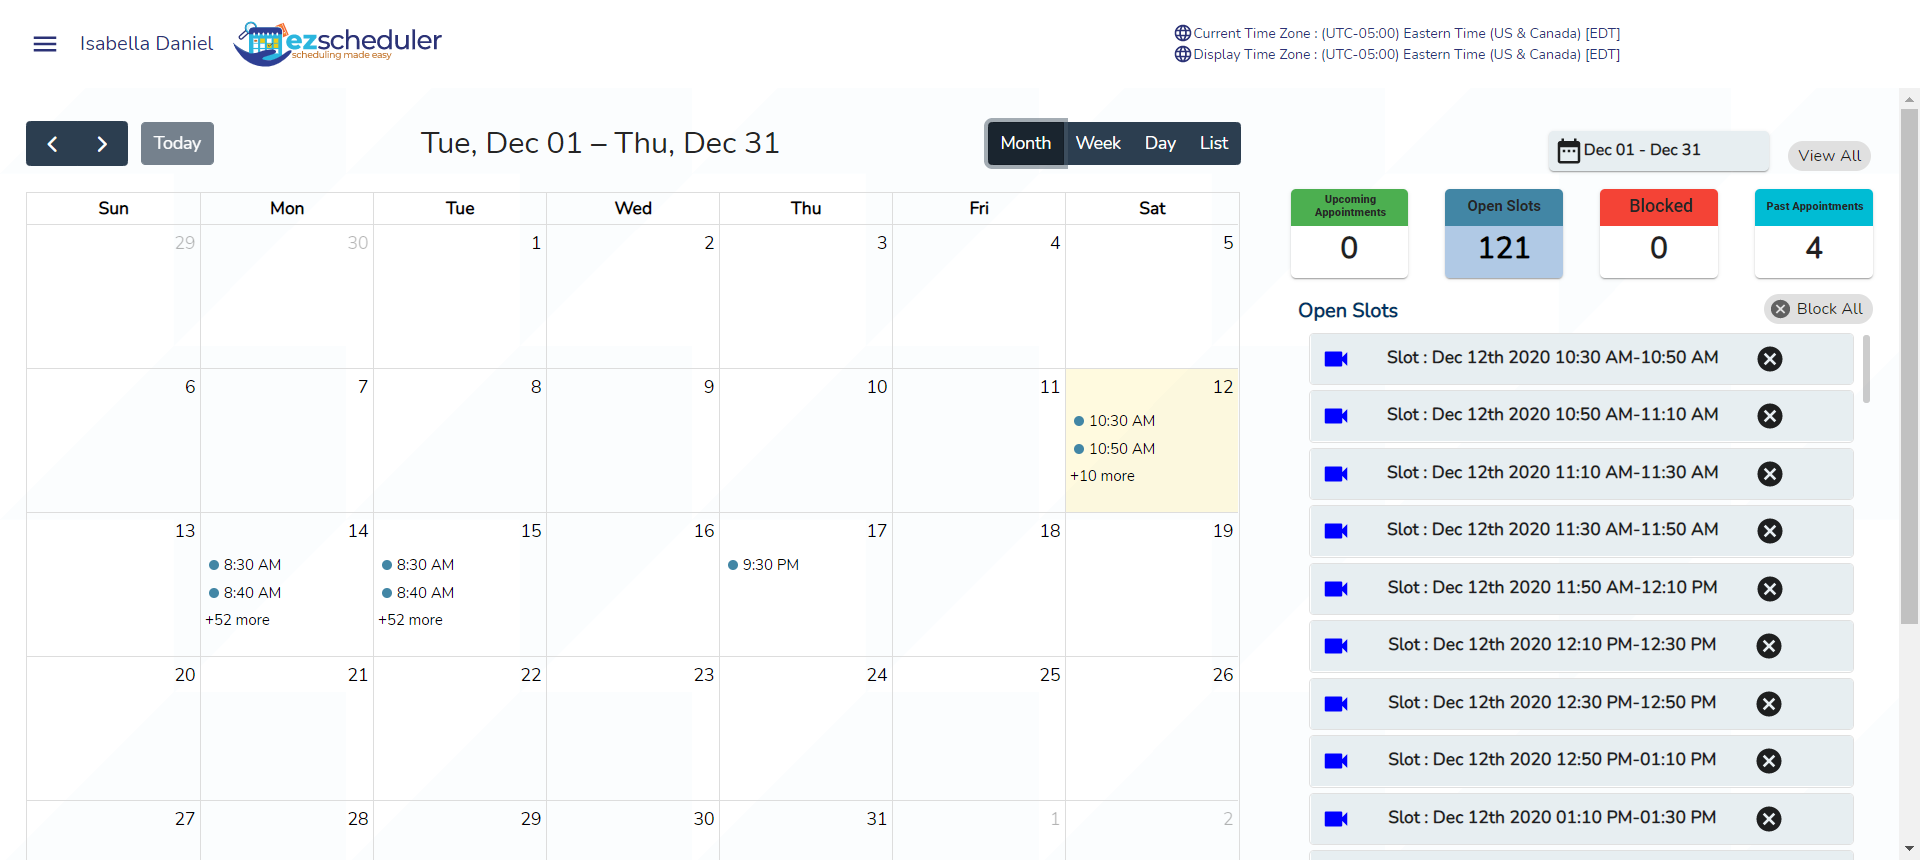 Isabella Daniel
ezscheduler
scheduling made easy
Current Time Zone : (UTC-05:00) Eastern Time (US & Canada) [EDT]
Display Time Zone : (UTC-05:00) Eastern Time (US & Canada) [EDT]
Today
Tue, Dec 01 – Thu, Dec 31
Month Week Day List
Dec 01 - Dec 31
View All
Sun Mon Tue Wed Thu Fri Sat
29 30 1 2 3 4 5
6 7 8 9 10 11 12
10:30 AM
10:50 AM
+10 more
13 14 15 16 17 18 19
8:30 AM 8:30 AM 9:30 PM
8:40 AM 8:40 AM
+52 more +52 more
20 21 22 23 24 25 26
27 28 29 30 31 1 2
Upcoming
Appointments
0
Open Slots
121
Blocked
0
Past Appointments
4
Open Slots
Block All
Slot : Dec 12th 2020 10:30 AM-10:50 AM
Slot : Dec 12th 2020 10:50 AM-11:10 AM
Slot : Dec 12th 2020 11:10 AM-11:30 AM
Slot : Dec 12th 2020 11:30 AM-11:50 AM
Slot : Dec 12th 2020 11:50 AM-12:10 PM
Slot : Dec 12th 2020 12:10 PM-12:30 PM
Slot : Dec 12th 2020 12:30 PM-12:50 PM
Slot : Dec 12th 2020 12:50 PM-01:10 PM
Slot : Dec 12th 2020 01:10 PM-01:30 PM